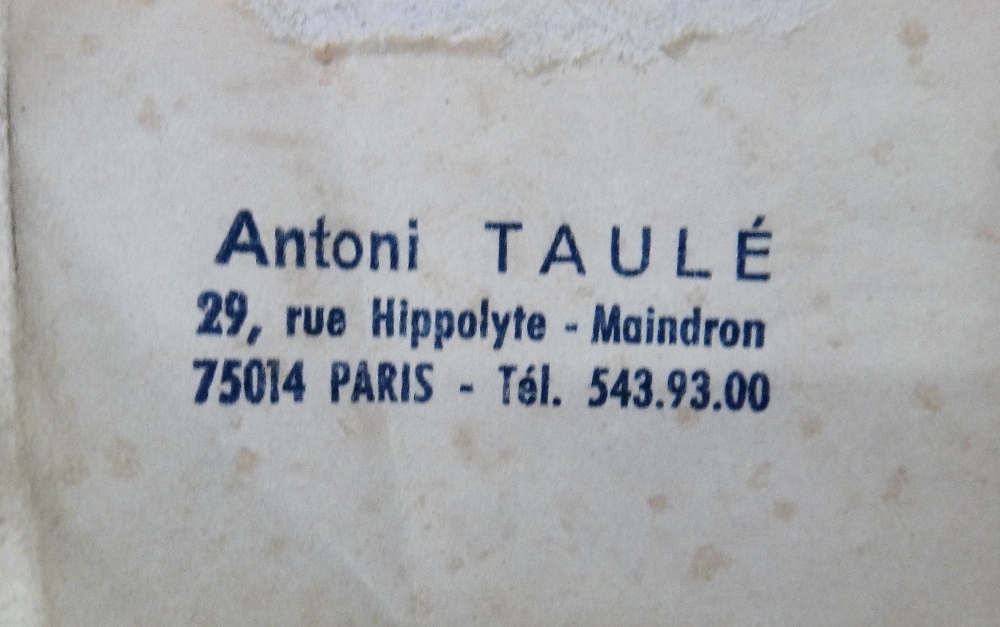 Antoni TAULÉ
29, rue Hippolyte - Maindron
75014 PARIS - Tél. 543.93.00